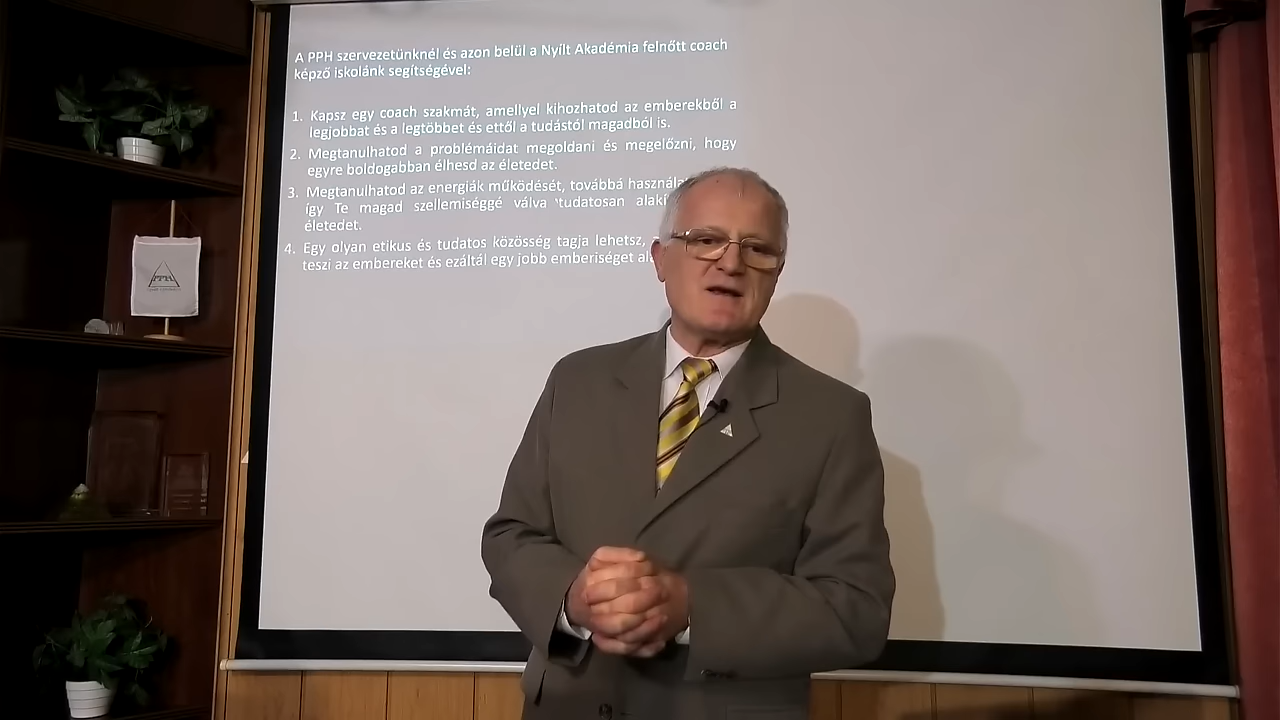 A PPH szervezetünknél és azon belül a Nyílt Akadémia felnőtt coach
képző iskolánk segítségével:
1. Kapsz egy coach szakmát, amellyel kihozhatod az emberekből a
legjobbat és a legtöbbet és ettől a tudástól magadból is.
2. Megtanulhatod a problémáidat megoldani és megelőzni, hogy
egyre boldogabban élhesd az életedet.
3. Megtanulhatod az energiák működését, továbbá
így Te magad szellemiséggé válva tudatosan
életedet.
4. Egy olyan etikus és tudatos közösség tagja lehetsz,
teszi az embereket és ezáltál egy jobb emberiséget
PPH